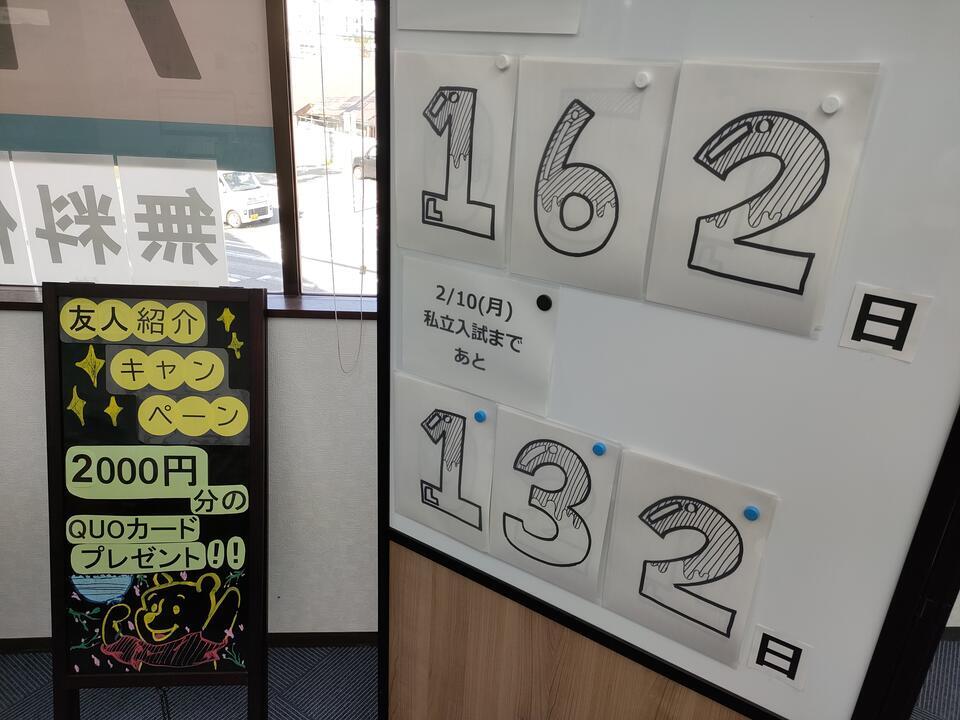 無料体
友人紹介
キャン
ペーン
2000円
分の
QUOカード
プレゼント!!
162
日
2/10(月)
私立入試まで
あと
132
日